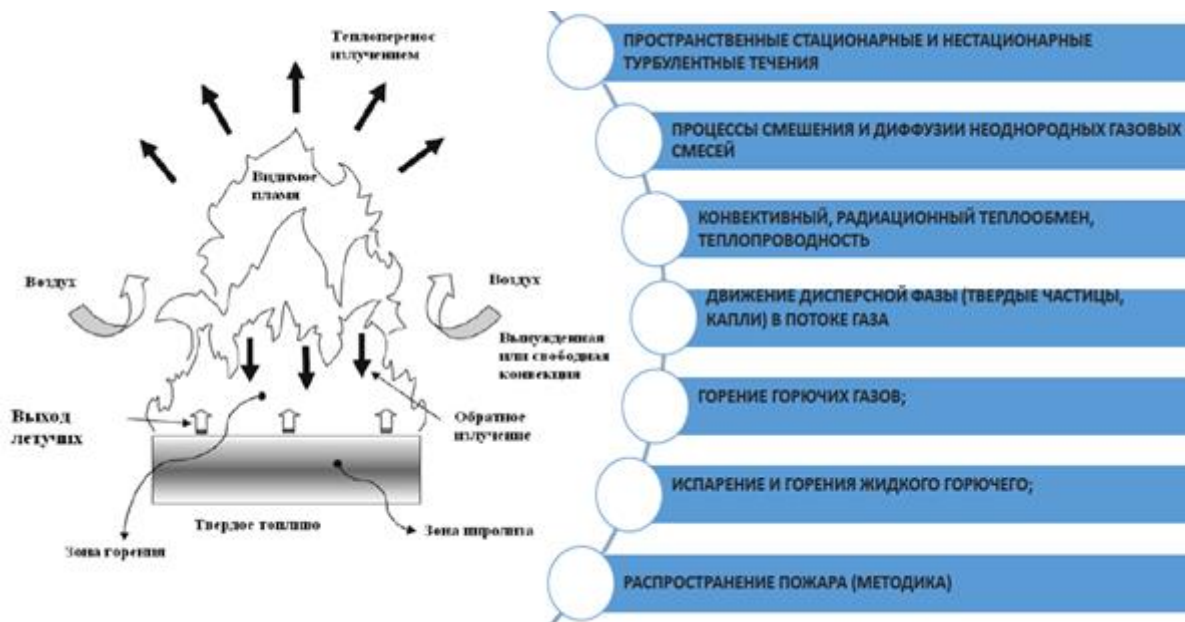 Теплоперенос
излучением
Видимое
пламя
Воздух
Воздух
Вынужденная
или свободная
конвекция
Выход
летучих
Обратное
излучение
Твердое топливо
Зона пиролиза
Зона горения
ПРОСТРАНСТВЕННЫЕ СТАЦИОНАРНЫЕ И НЕСТАЦИОНАРНЫЕ
ТУРБУЛЕНТНЫЕ ТЕЧЕНИЯ
ПРОЦЕССЫ СМЕШЕНИЯ И ДИФФУЗИИ НЕОДНОРОДНЫХ ГАЗОВЫХ
СМЕСЕЙ
КОНВЕКТИВНЫЙ, РАДИАЦИОННЫЙ ТЕПЛООБМЕН,
ТЕПЛОПРОВОДНОСТЬ
ДВИЖЕНИЕ ДИСПЕРСНОЙ ФАЗЫ (ТВЕРДЫЕ ЧАСТИЦЫ,
КАПЛИ) В ПОТОКЕ ГАЗА
ГОРЕНИЕ ГОРЮЧИХ ГАЗОВ;
ИСПАРЕНИЕ И ГОРЕНИЯ ЖИДКОГО ГОРЮЧЕГО;
РАСПРОСТРАНЕНИЕ ПОЖАРА (МЕТОДИКА)